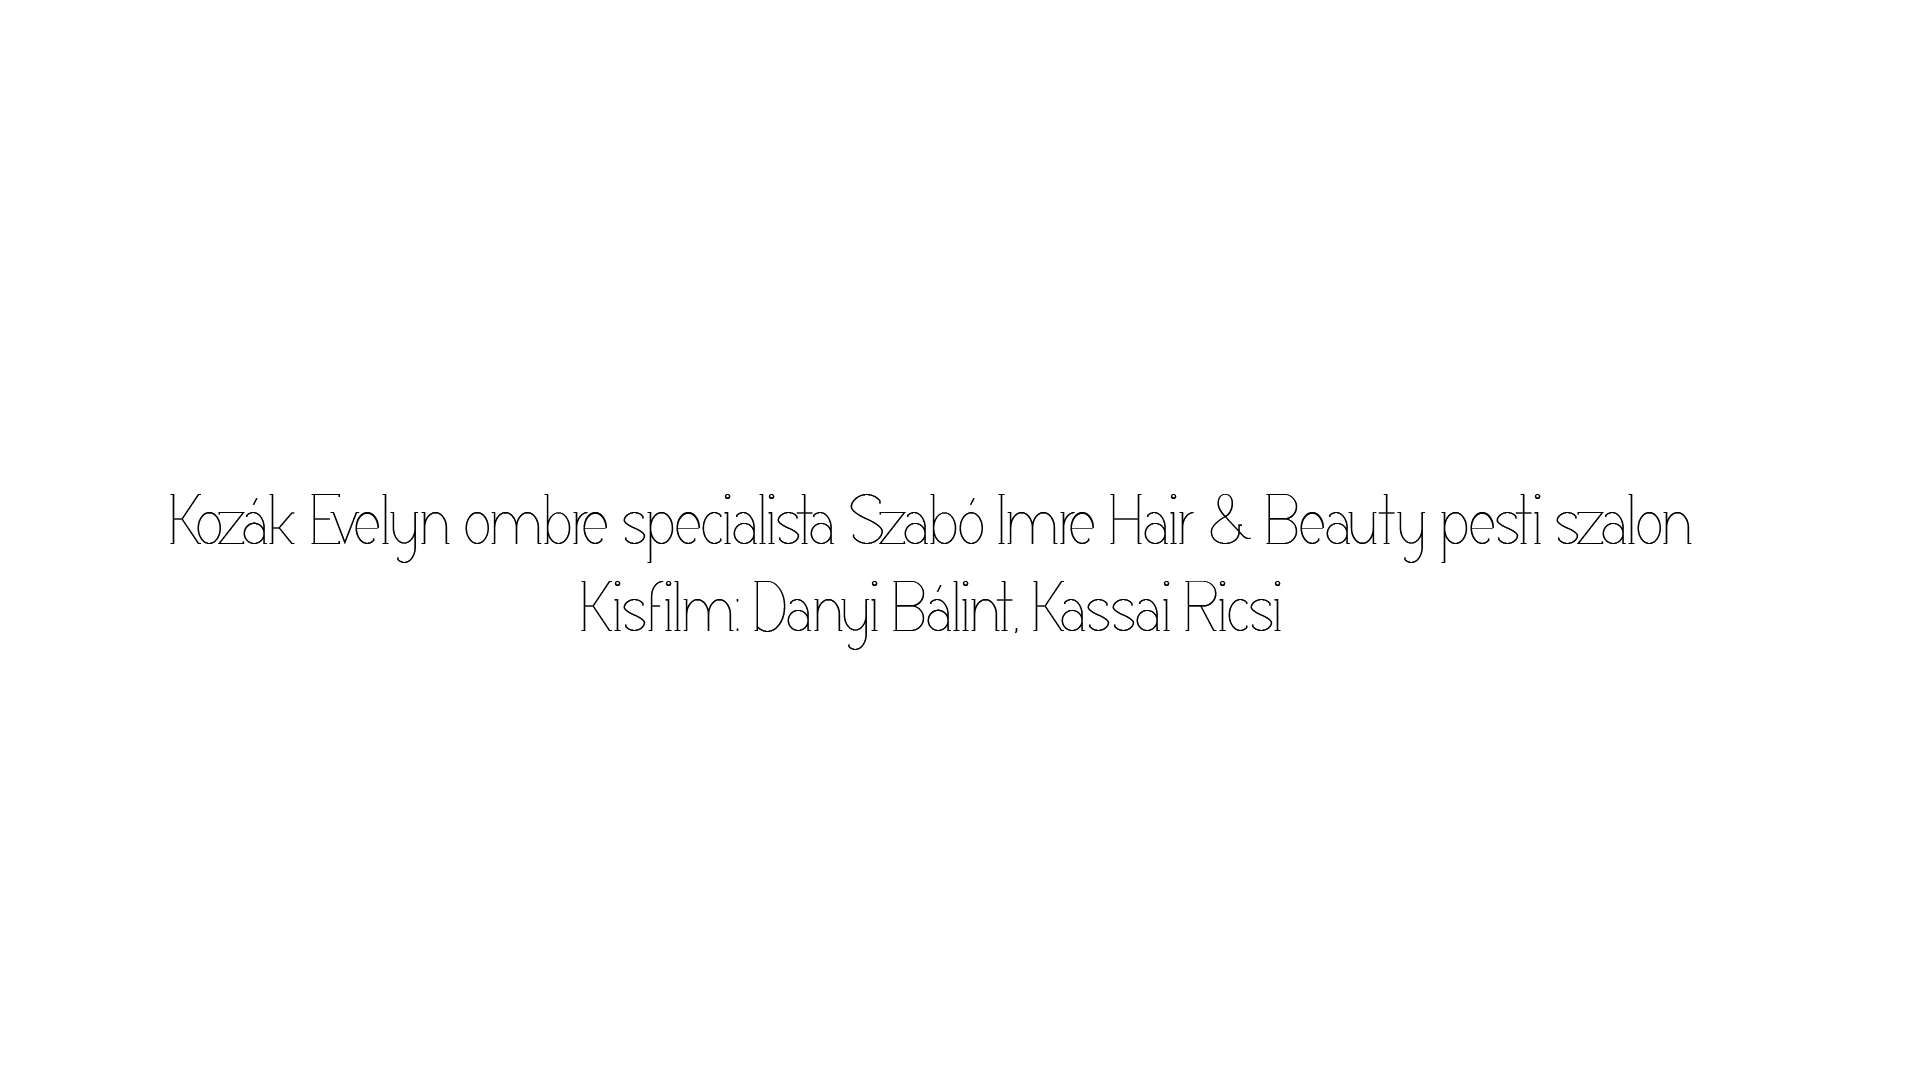 Kozák Evelyn ombre specialista Szabó Imre Hair & Beauty pesti szalon
Kisfilm: Danyi Bálint, Kassai Ricsi